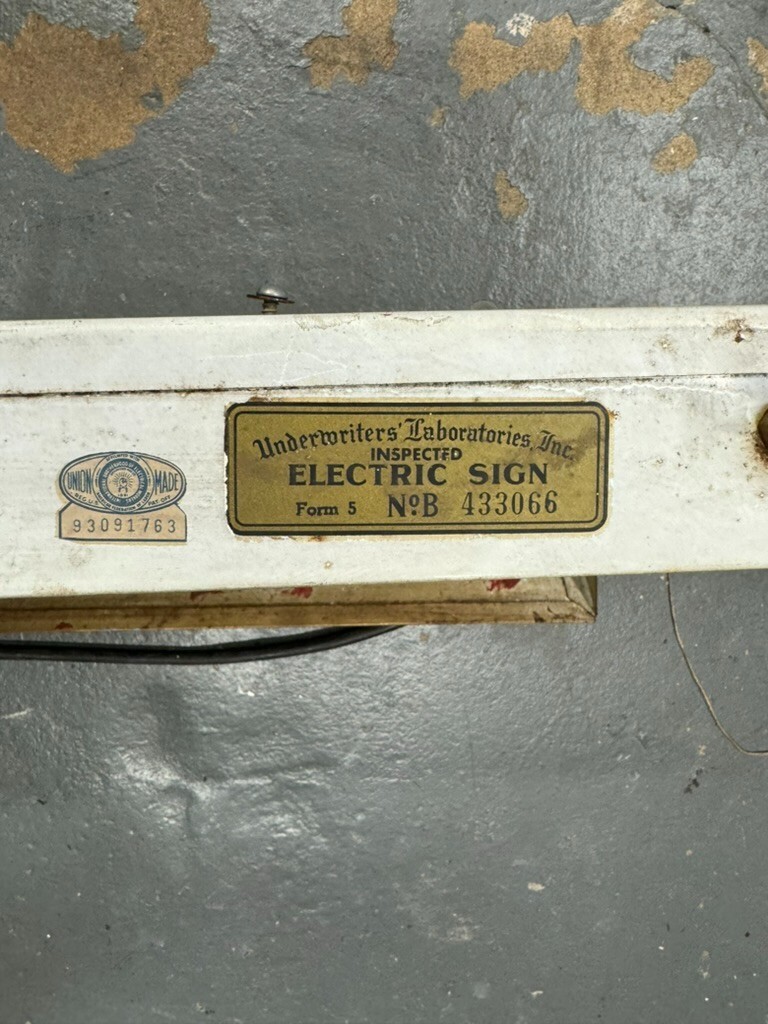 UNION MADE
93091763
Underwriters' Laboratories, Inc.
INSPECTED
ELECTRIC SIGN
Form 5 NoB 433066